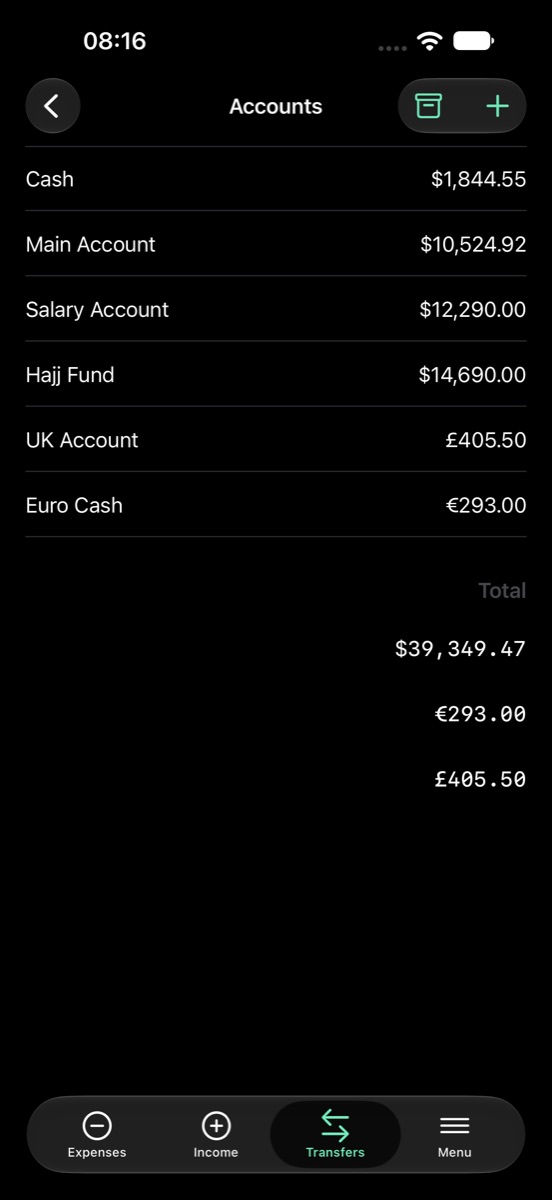 08:16
Accounts
Cash $1,844.55
Main Account $10,524.92
Salary Account $12,290.00
Hajj Fund $14,690.00
UK Account £405.50
Euro Cash €293.00
Total
$39,349.47
€293.00
£405.50
Expenses Income Transfers Menu